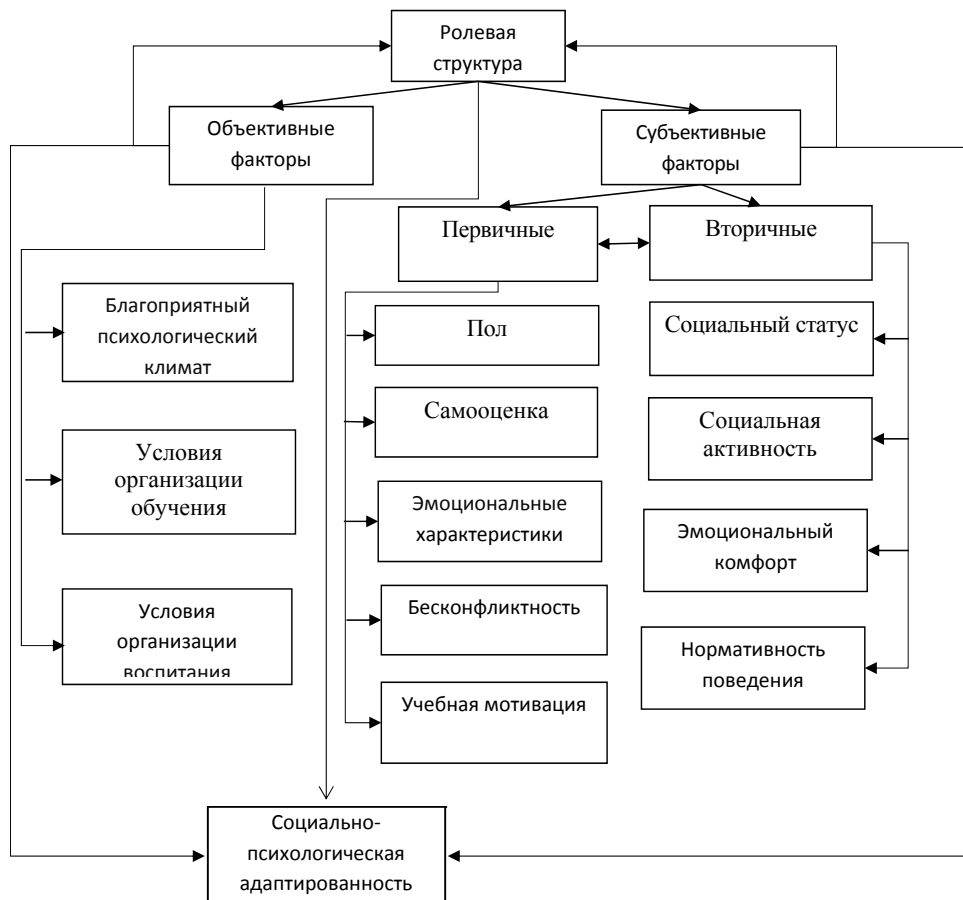 Ролевая
структура
Объективные
факторы
Субъективные
факторы
Первичные
Вторичные
Благоприятный
психологический
климат
Условия
организации
обучения
Условия
организации
воспитания
Пол
Самооценка
Эмоциональные
характеристики
Бесконфликтность
Учебная мотивация
Социальный статус
Социальная
активность
Эмоциональный
комфорт
Нормативность
поведения
Социально-
психологическая
адаптированность